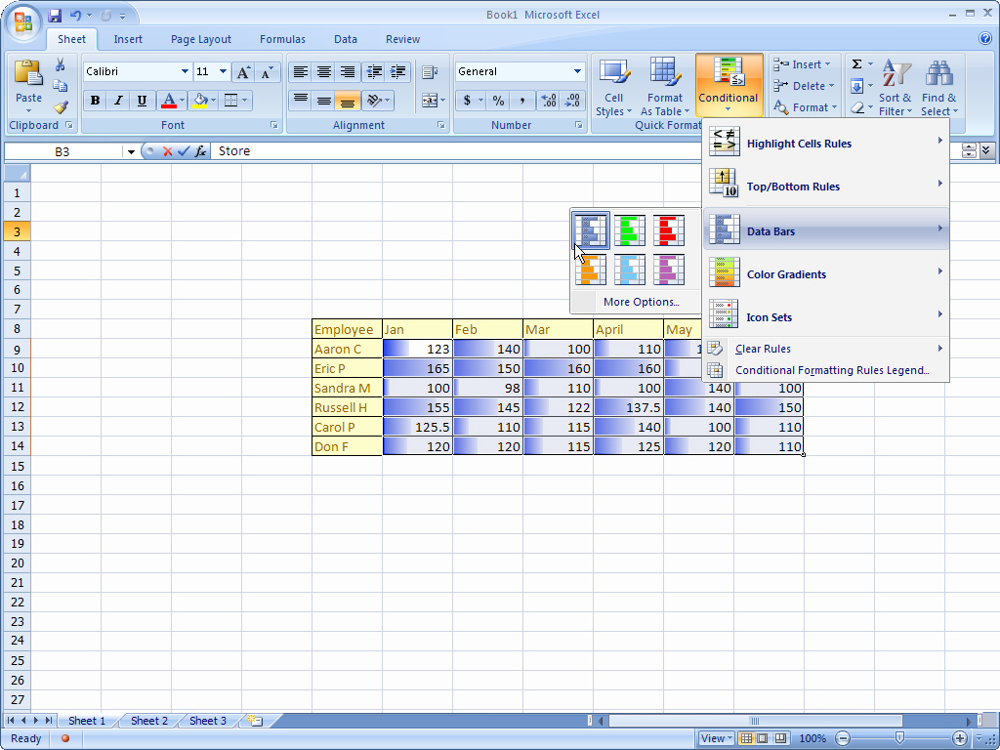 Book1 Microsoft Excel
Sheet Insert Page Layout Formulas Data Review
Calibri 11 General Insert Σ
Paste B I U $ % , .00 .00 Cell Styles Format As Table Conditional Delete Format Sort & Filter Find & Select
Clipboard Font Alignment Number Quick Format
B3 fx Store
Highlight Cells Rules
Top/Bottom Rules
Data Bars
Color Gradients
Icon Sets
Clear Rules
Conditional Formatting Rules Legend...
More Options...
1
2
3
4
5
6
7
8 Employee Jan Feb Mar April May
9 Aaron C 123 140 100 110
10 Eric P 165 150 160 160
11 Sandra M 100 98 110 100 140 100
12 Russell H 155 145 122 137.5 140 150
13 Carol P 125.5 110 115 140 100 110
14 Don F 120 120 115 125 120 110
15
16
17
18
19
20
21
22
23
24
25
26
27
Sheet 1 Sheet 2 Sheet 3
Ready View 100%